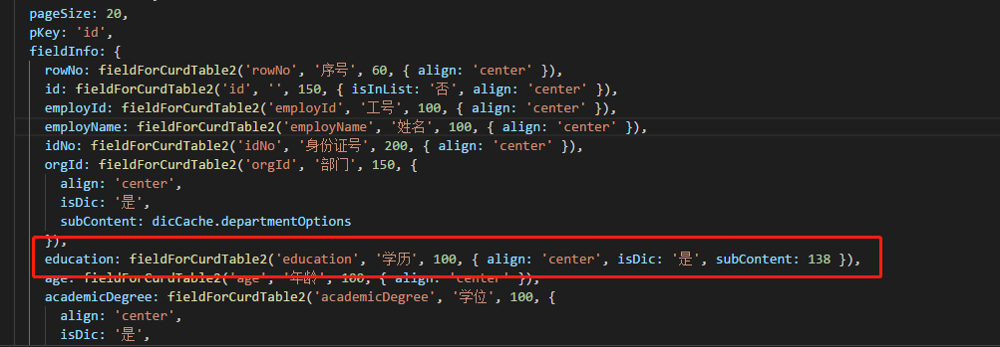 pageSize: 20,
pKey: 'id',
fieldInfo: {
rowNo: fieldForCurdTable2('rowNo', '序号', 60, { align: 'center' }),
id: fieldForCurdTable2('id', '', 150, { isInList: '否', align: 'center' }),
employId: fieldForCurdTable2('employId', '工号', 100, { align: 'center' }),
employName: fieldForCurdTable2('employName', '姓名', 100, { align: 'center' }),
idNo: fieldForCurdTable2('idNo', '身份证号', 200, { align: 'center' }),
orgId: fieldForCurdTable2('orgId', '部门', 150, {
align: 'center',
isDic: '是',
subContent: dicCache.departmentOptions
}),
education: fieldForCurdTable2('education', '学历', 100, { align: 'center', isDic: '是', subContent: 138 }),
age: fieldForCurdTable2('age', '年龄', 100, { align: 'center' }),
academicDegree: fieldForCurdTable2('academicDegree', '学位', 100, {
align: 'center',
isDic: '是',